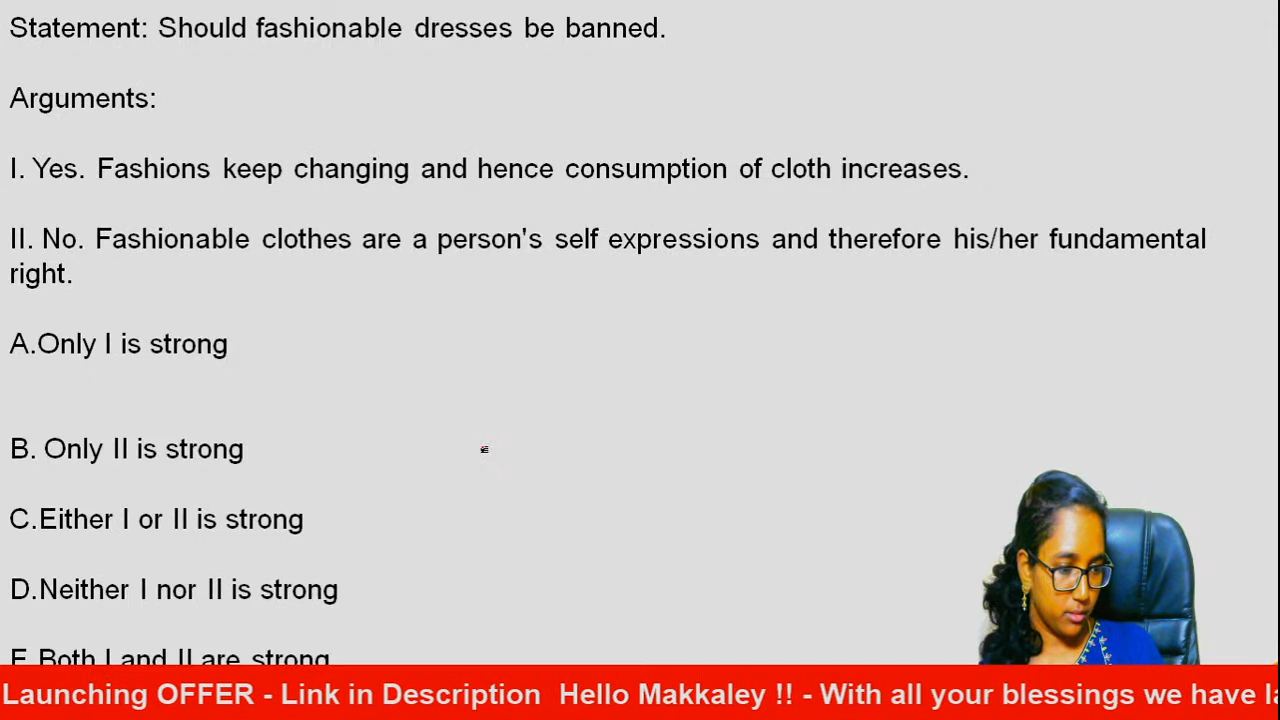 Statement: Should fashionable dresses be banned.
Arguments:
I. Yes. Fashions keep changing and hence consumption of cloth increases.
II. No. Fashionable clothes are a person's self expressions and therefore his/her fundamental
right.
A.Only I is strong
B. Only II is strong
C.Either I or II is strong
D.Neither I nor II is strong
E.Both I and II are strong
Launching OFFER - Link in Description Hello Makkaley !! - With all your blessings we have